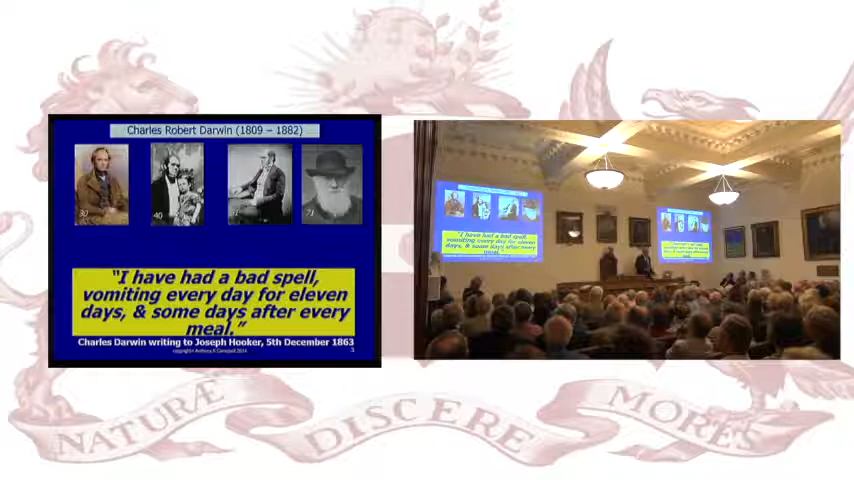 Charles Robert Darwin (1809 – 1882)
30
40
51
71
"I have had a bad spell,
vomiting every day for eleven
days, & some days after every
meal."
Charles Darwin writing to Joseph Hooker, 5th December 1863
3
"I have had a bad spell,
vomiting every day for eleven
days, & some days after every
meal."
NATURÆ DISCERE MORES